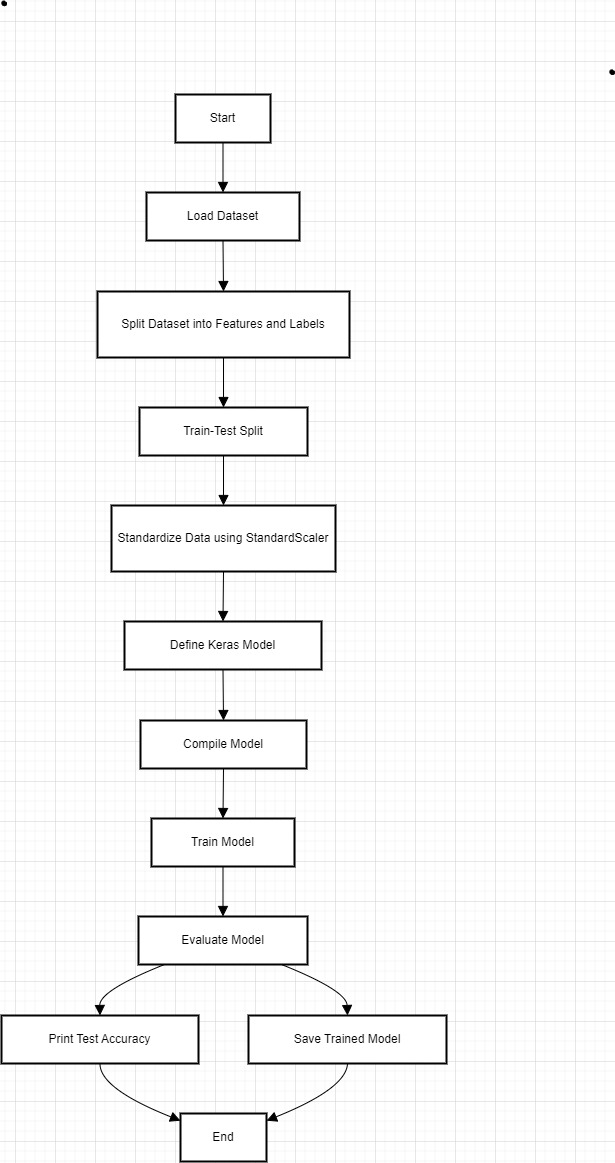 Start
Load Dataset
Split Dataset into Features and Labels
Train-Test Split
Standardize Data using StandardScaler
Define Keras Model
Compile Model
Train Model
Evaluate Model
Print Test Accuracy
Save Trained Model
End